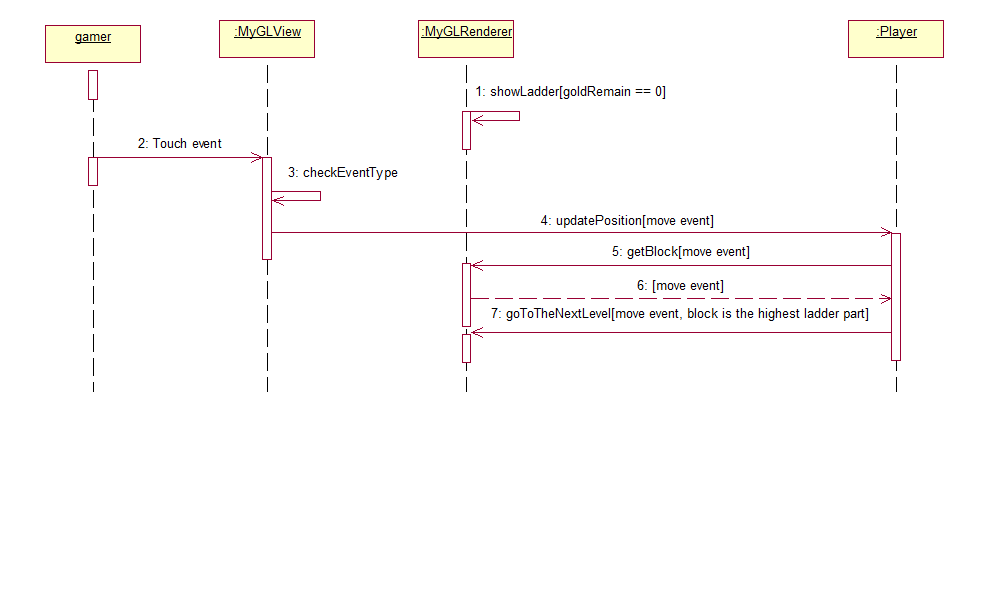 gamer
:MyGLView
:MyGLRenderer
:Player
1: showLadder[goldRemain == 0]
2: Touch event
3: checkEventType
4: updatePosition[move event]
5: getBlock[move event]
6: [move event]
7: goToTheNextLevel[move event, block is the highest ladder part]